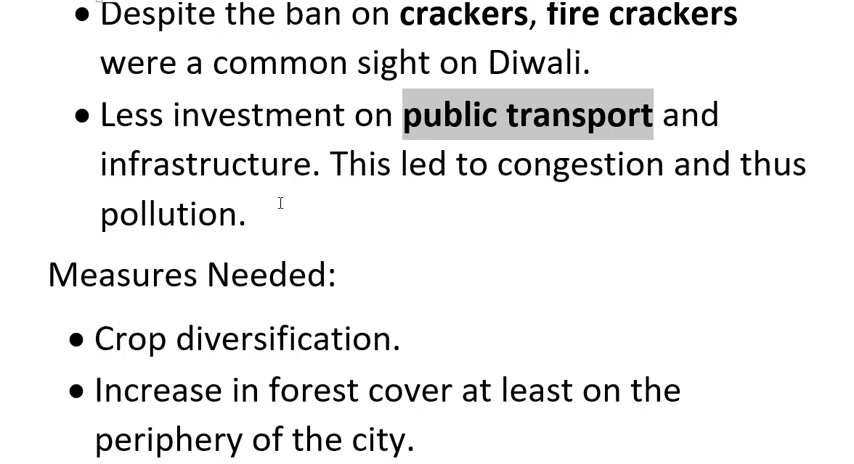 • Despite the ban on crackers, fire crackers
were a common sight on Diwali.
• Less investment on public transport and
infrastructure. This led to congestion and thus
pollution.
Measures Needed:
• Crop diversification.
• Increase in forest cover at least on the
periphery of the city.